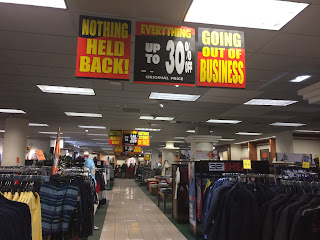 NOTHING
HELD
BACK!
EVERYTHING
UP TO 30% OFF
ORIGINAL PRICE
GOING
OUT OF
BUSINESS